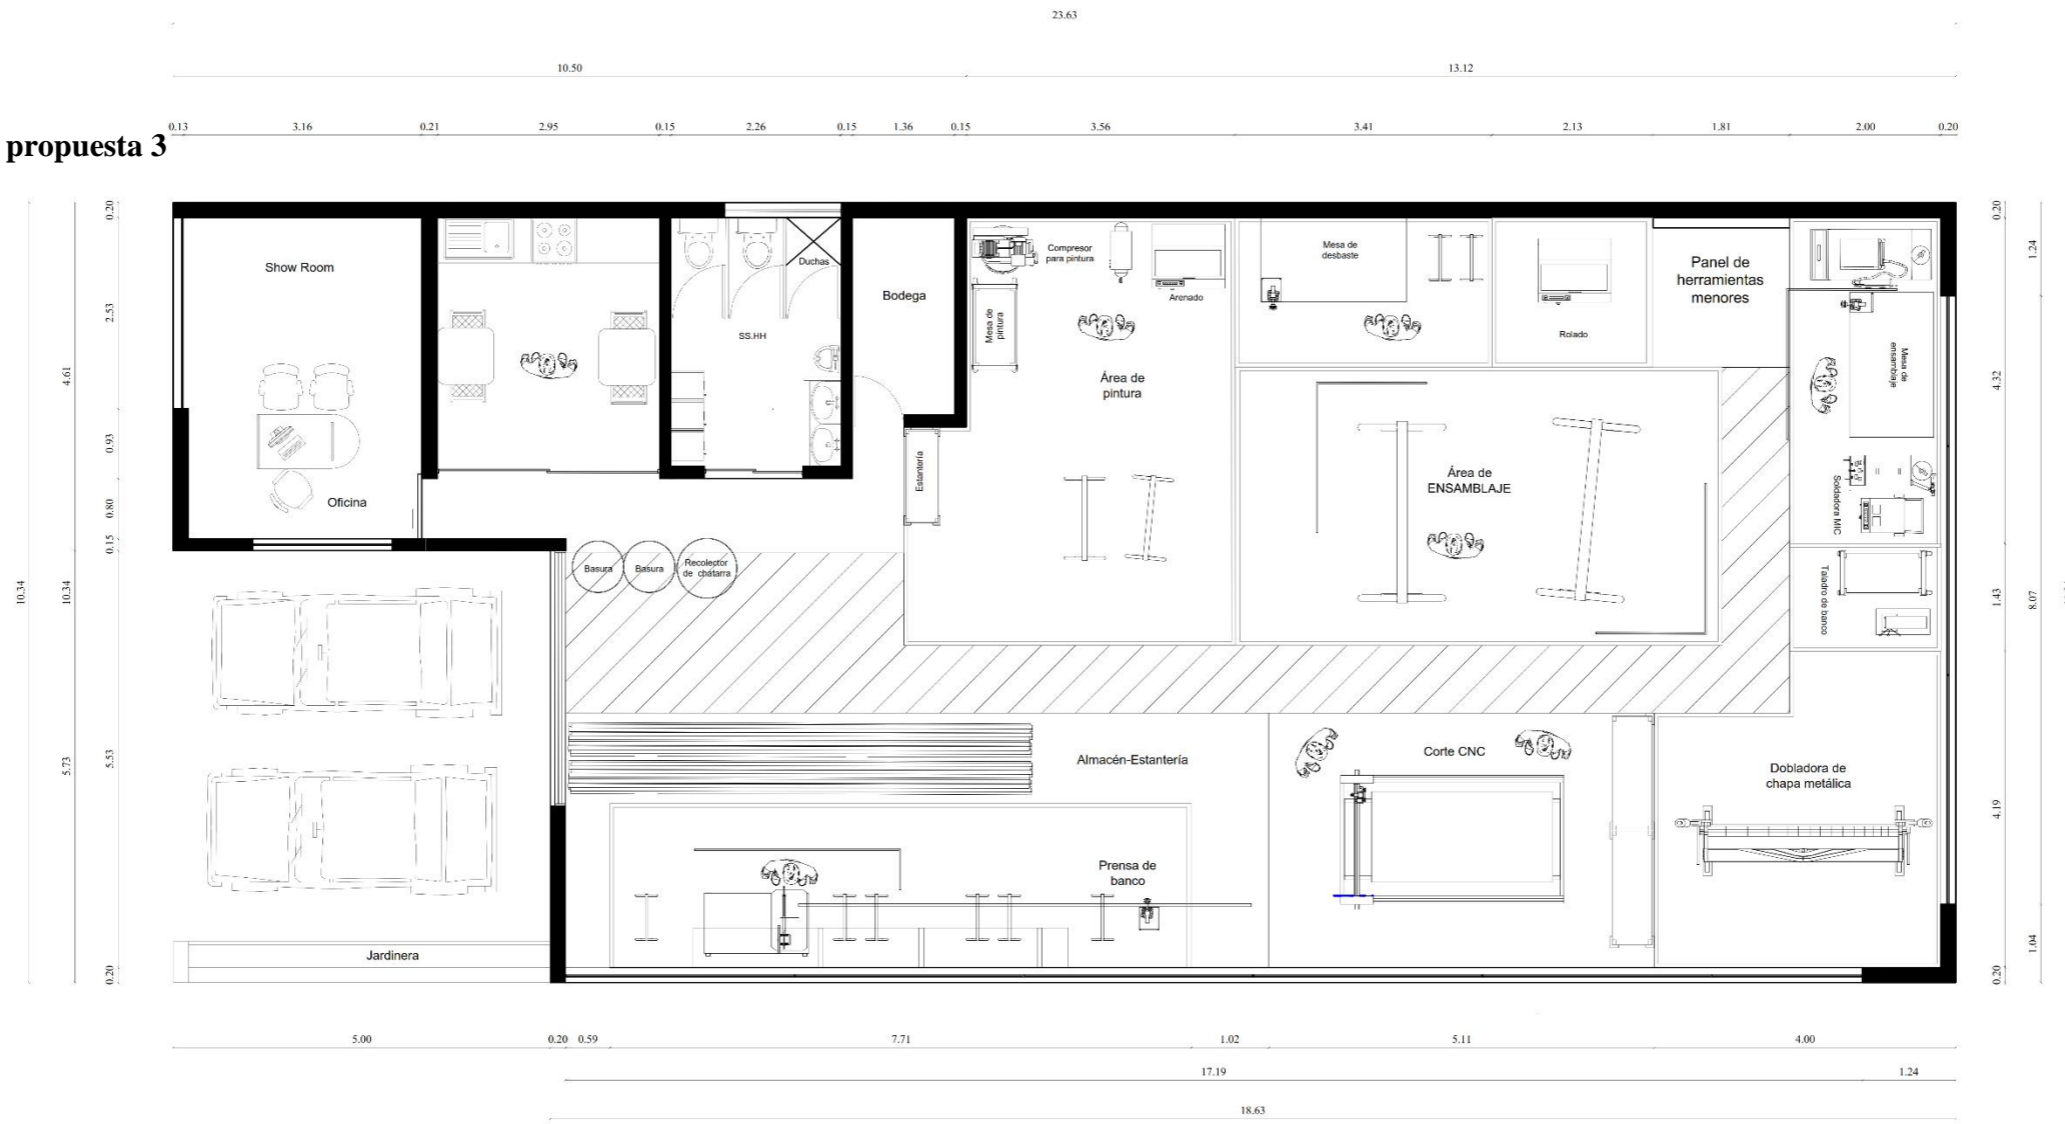 23.63
10.50
13.12
0.13
3.16
0.21
2.95
0.15
2.26
0.15
1.36
0.15
3.56
3.41
2.13
1.81
2.00
0.20
propuesta 3
0.20
2.53
0.93
0.80
0.15
5.53
0.20
4.61
10.34
5.73
10.34
Show Room
Oficina
Duchas
SS.HH
Bodega
Compresor
para pintura
Arenado
Mesa de
pintura
Área de
pintura
Estantería
Mesa de
desbaste
Rolado
Panel de
herramientas
menores
Mesa de
ensamblaje
Soldadora MIC
Taladro de banco
Área de
ENSAMBLAJE
Basura
Basura
Recolector
de chatarra
Almacén-Estantería
Corte CNC
Dobladora de
chapa metálica
Prensa de
banco
Jardinera
0.20
4.32
1.43
4.19
0.20
1.24
8.07
1.04
5.00
0.20
0.59
7.71
1.02
5.11
4.00
17.19
1.24
18.63